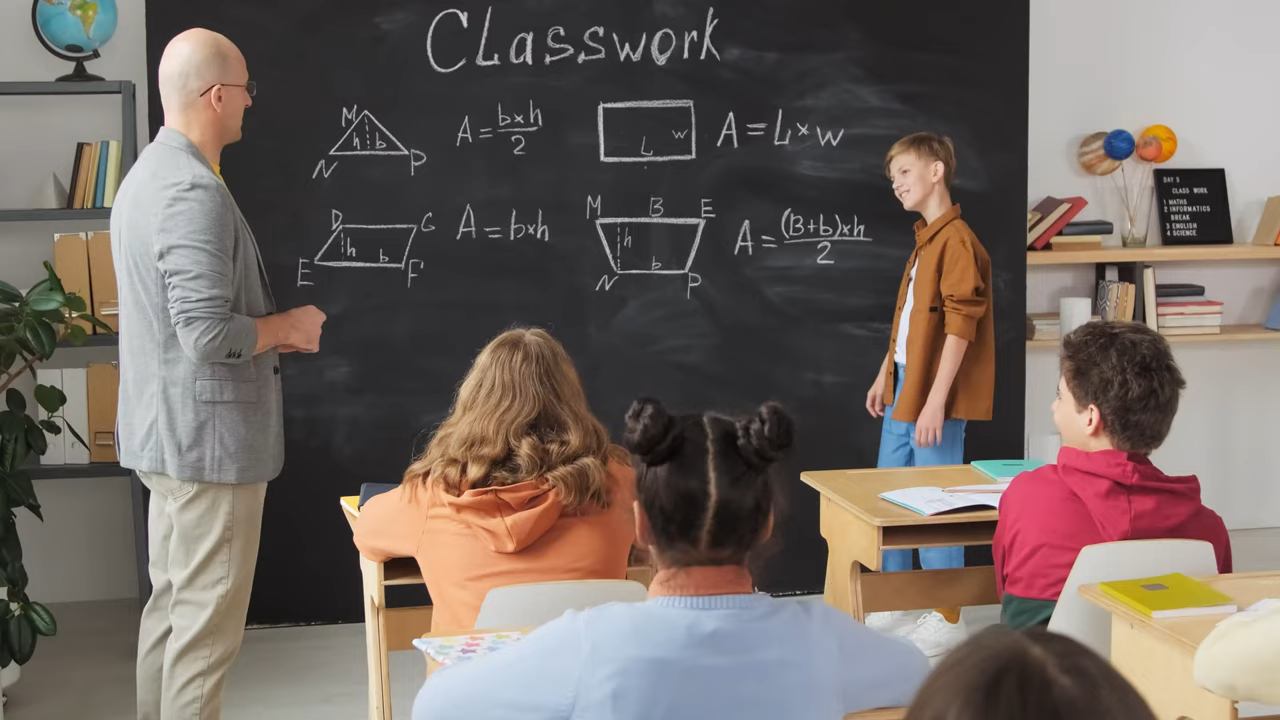 Classwork
M
h b
N P
A = b×h / 2
L w
A = L×w
D G
h b
E F
A = b×h
M B E
h
b
N P
A = (B+b)×h / 2
DAY 5
CLASS WORK
1 MATHS
2 INFORMATICS
BREAK
3 ENGLISH
4 SCIENCE